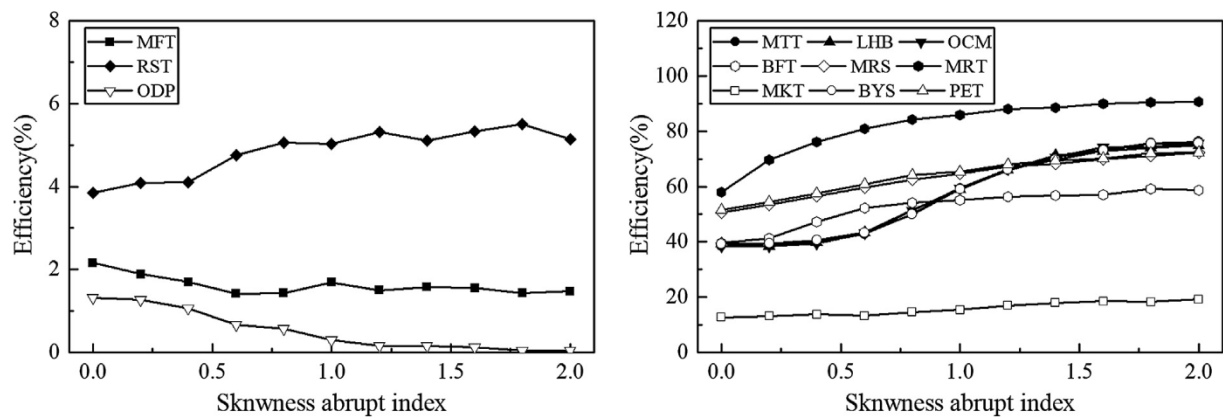 8
6
4
2
0
Efficiency(%)
MFT
RST
ODP
0.0 0.5 1.0 1.5 2.0
Sknwness abrupt index
120
100
80
60
40
20
0
Efficiency(%)
MTT LHB OCM
BFT MRS MRT
MKT BYS PET
0.0 0.5 1.0 1.5 2.0
Sknwness abrupt index